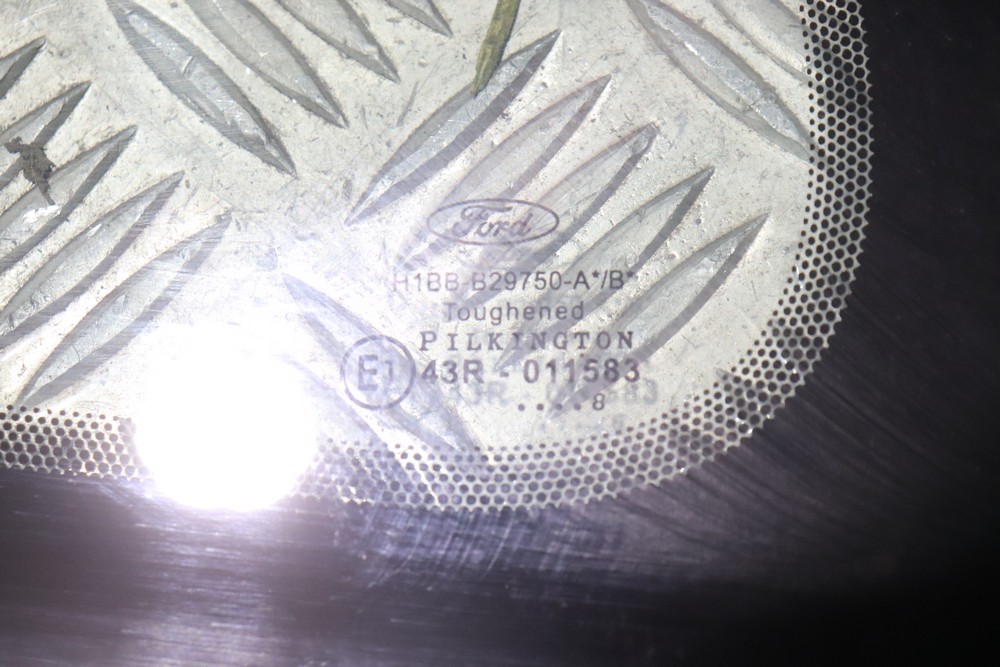 Ford
H1BB-B29750-A*/B*
Toughened
PILKINGTON
E1 43R - 011583
.....8